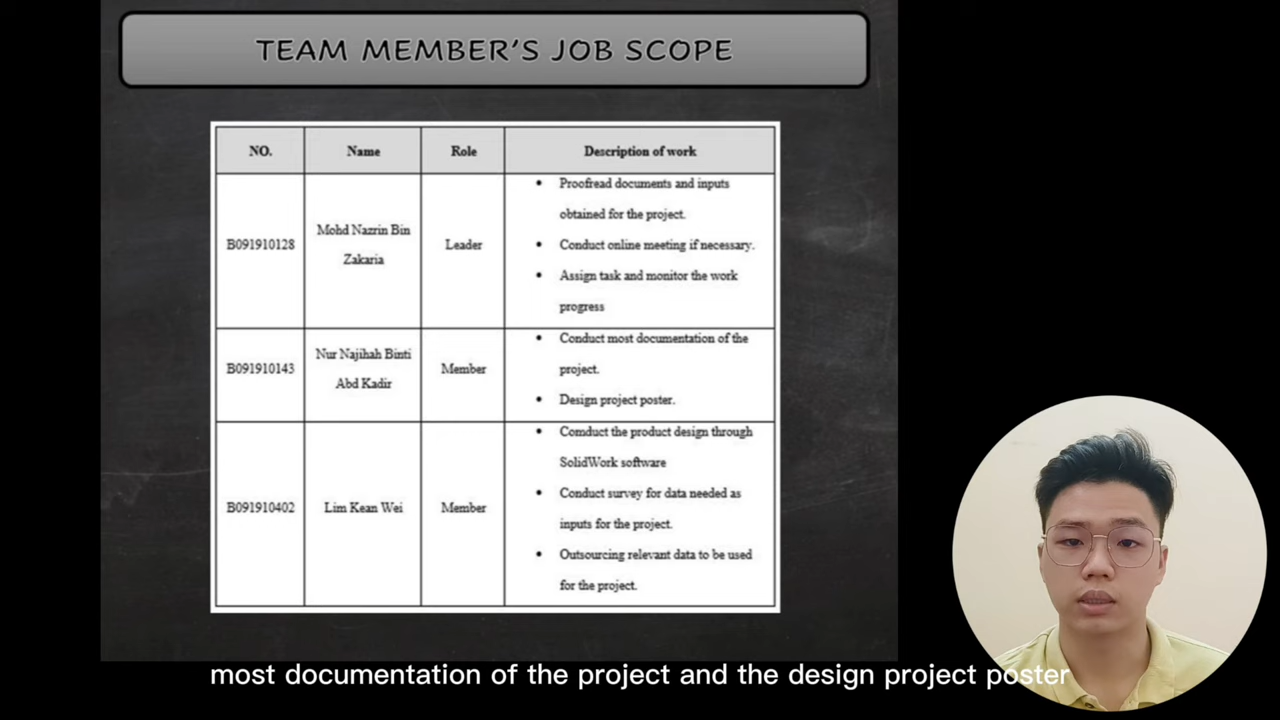 TEAM MEMBER'S JOB SCOPE
NO. Name Role Description of work
B091910128
Mohd Nazrin Bin
Zakaria
Leader
• Proofread documents and inputs
obtained for the project.
• Conduct online meeting if necessary.
• Assign task and monitor the work
progress
B091910143
Nur Najihah Binti
Abd Kadir
Member
• Conduct most documentation of the
project.
• Design project poster.
B091910402
Lim Kean Wei
Member
• Comduct the product design through
SolidWork software
• Conduct survey for data needed as
inputs for the project.
• Outsourcing relevant data to be used
for the project.
most documentation of the project and the design project poster